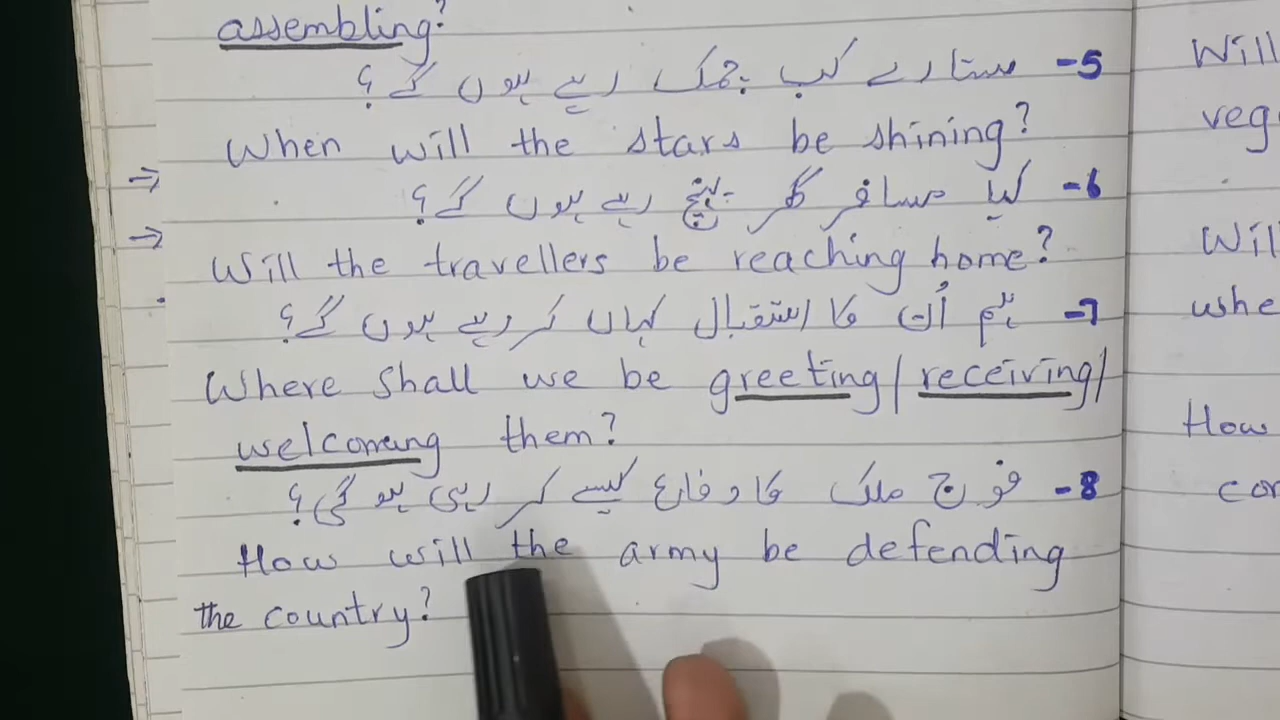 assembling?
5- ستارے کب چمک رہے ہوں گے؟
When will the stars be shining?
6- کیا مسافر گھر پہنچ رہے ہوں گے؟
Will the travellers be reaching home?
7- ہم اُن کا استقبال کہاں کر رہے ہوں گے؟
Where shall we be greeting/receiving/
welcoming them?
8- فوج ملک کا دفاع کیسے کر رہی ہو گی؟
How will the army be defending
the country?
Will
veg
Wil
whe
How
cor